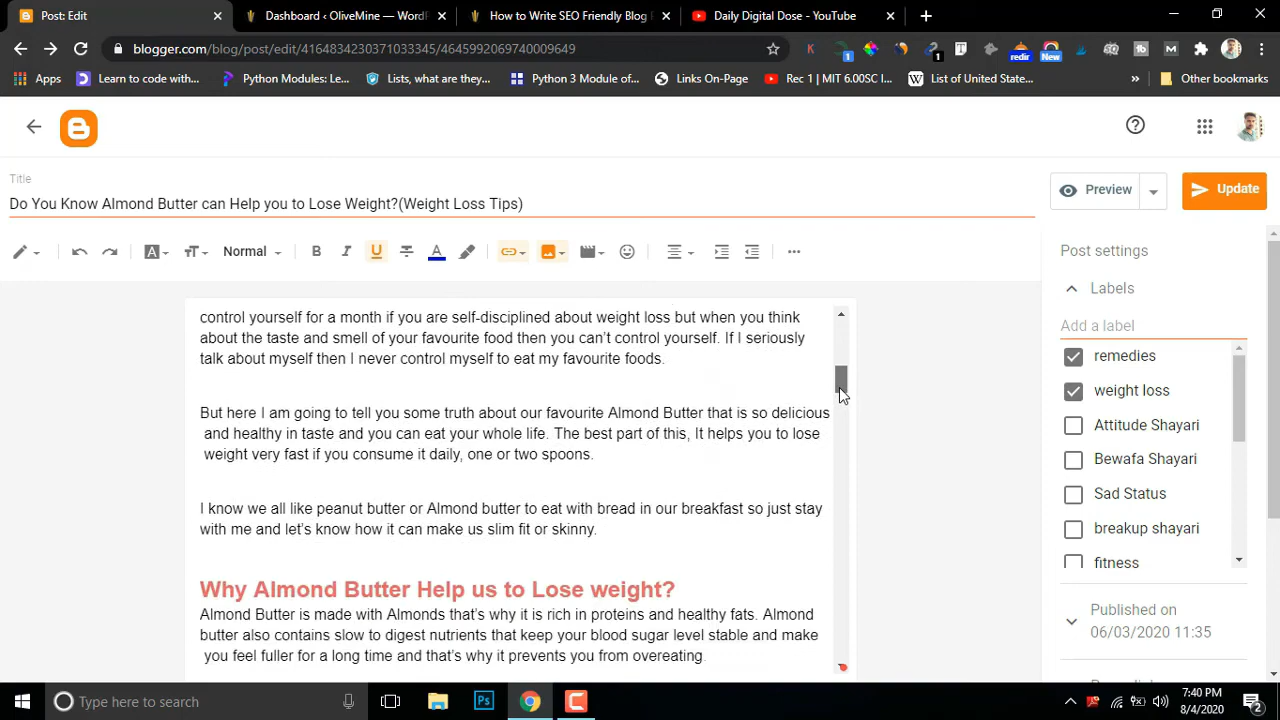 Post: Edit
Dashboard ‹ OliveMine — WordP
How to Write SEO Friendly Blog P
Daily Digital Dose - YouTube
blogger.com/blog/post/edit/4164834230371033345/4645992069740009649
1
1
redir
New
Apps
Learn to code with...
Python Modules: Le...
Lists, what are they...
Python 3 Module of...
Links On-Page
Rec 1 | MIT 6.00SC I...
List of United State...
Other bookmarks
Title
Do You Know Almond Butter can Help you to Lose Weight?(Weight Loss Tips)
Preview
Update
Normal
control yourself for a month if you are self-disciplined about weight loss but when you think
about the taste and smell of your favourite food then you can't control yourself. If I seriously
talk about myself then I never control myself to eat my favourite foods.
But here I am going to tell you some truth about our favourite Almond Butter that is so delicious
and healthy in taste and you can eat your whole life. The best part of this, It helps you to lose
weight very fast if you consume it daily, one or two spoons.
I know we all like peanut butter or Almond butter to eat with bread in our breakfast so just stay
with me and let's know how it can make us slim fit or skinny.
Why Almond Butter Help us to Lose weight?
Almond Butter is made with Almonds that's why it is rich in proteins and healthy fats. Almond
butter also contains slow to digest nutrients that keep your blood sugar level stable and make
you feel fuller for a long time and that's why it prevents you from overeating.
Post settings
Labels
Add a label
remedies
weight loss
Attitude Shayari
Bewafa Shayari
Sad Status
breakup shayari
fitness
Published on
06/03/2020 11:35
Type here to search
Ps
7:40 PM
8/4/2020
2